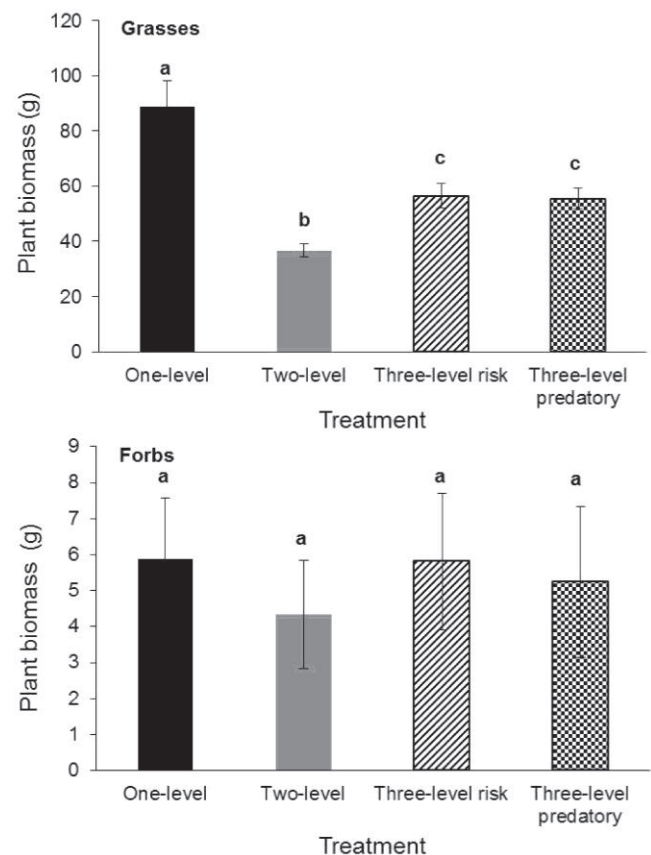 120
Grasses
100
80
60
40
20
0
a
b
c
c
Plant biomass (g)
One-level Two-level Three-level risk Three-level
predatory
Treatment
9
Forbs
8
7
6
5
4
3
2
1
0
a
a
a
a
Plant biomass (g)
One-level Two-level Three-level risk Three-level
predatory
Treatment